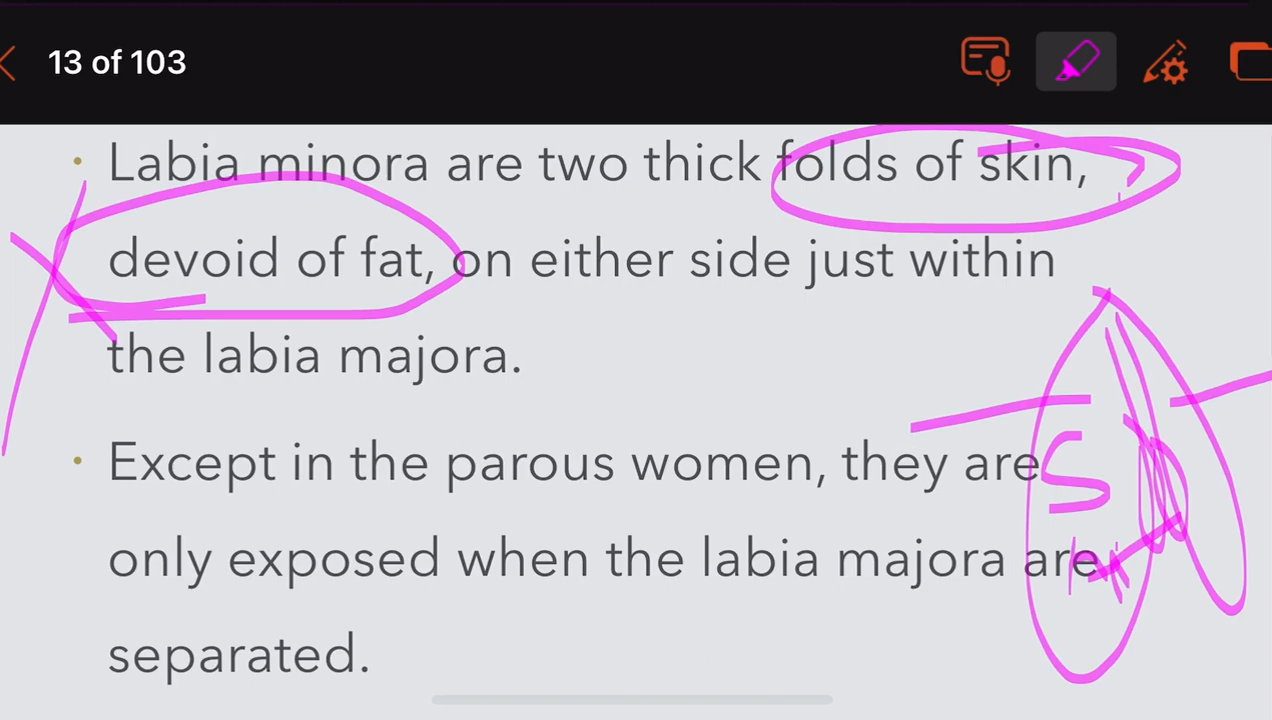 13 of 103
• Labia minora are two thick folds of skin,
devoid of fat, on either side just within
the labia majora.
• Except in the parous women, they are
only exposed when the labia majora are
separated.